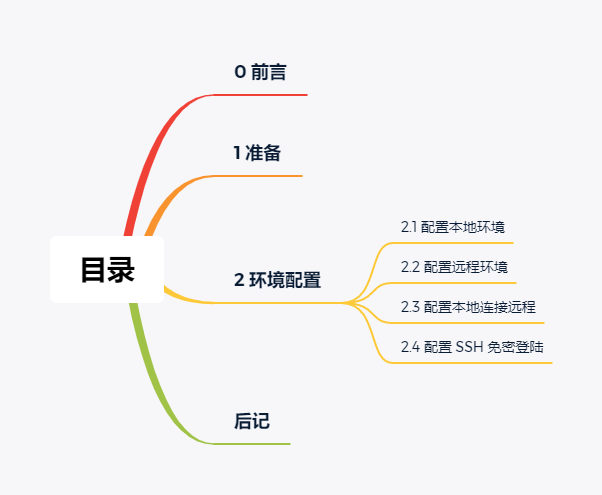 目录
0 前言
1 准备
2 环境配置
2.1 配置本地环境
2.2 配置远程环境
2.3 配置本地连接远程
2.4 配置 SSH 免密登陆
后记